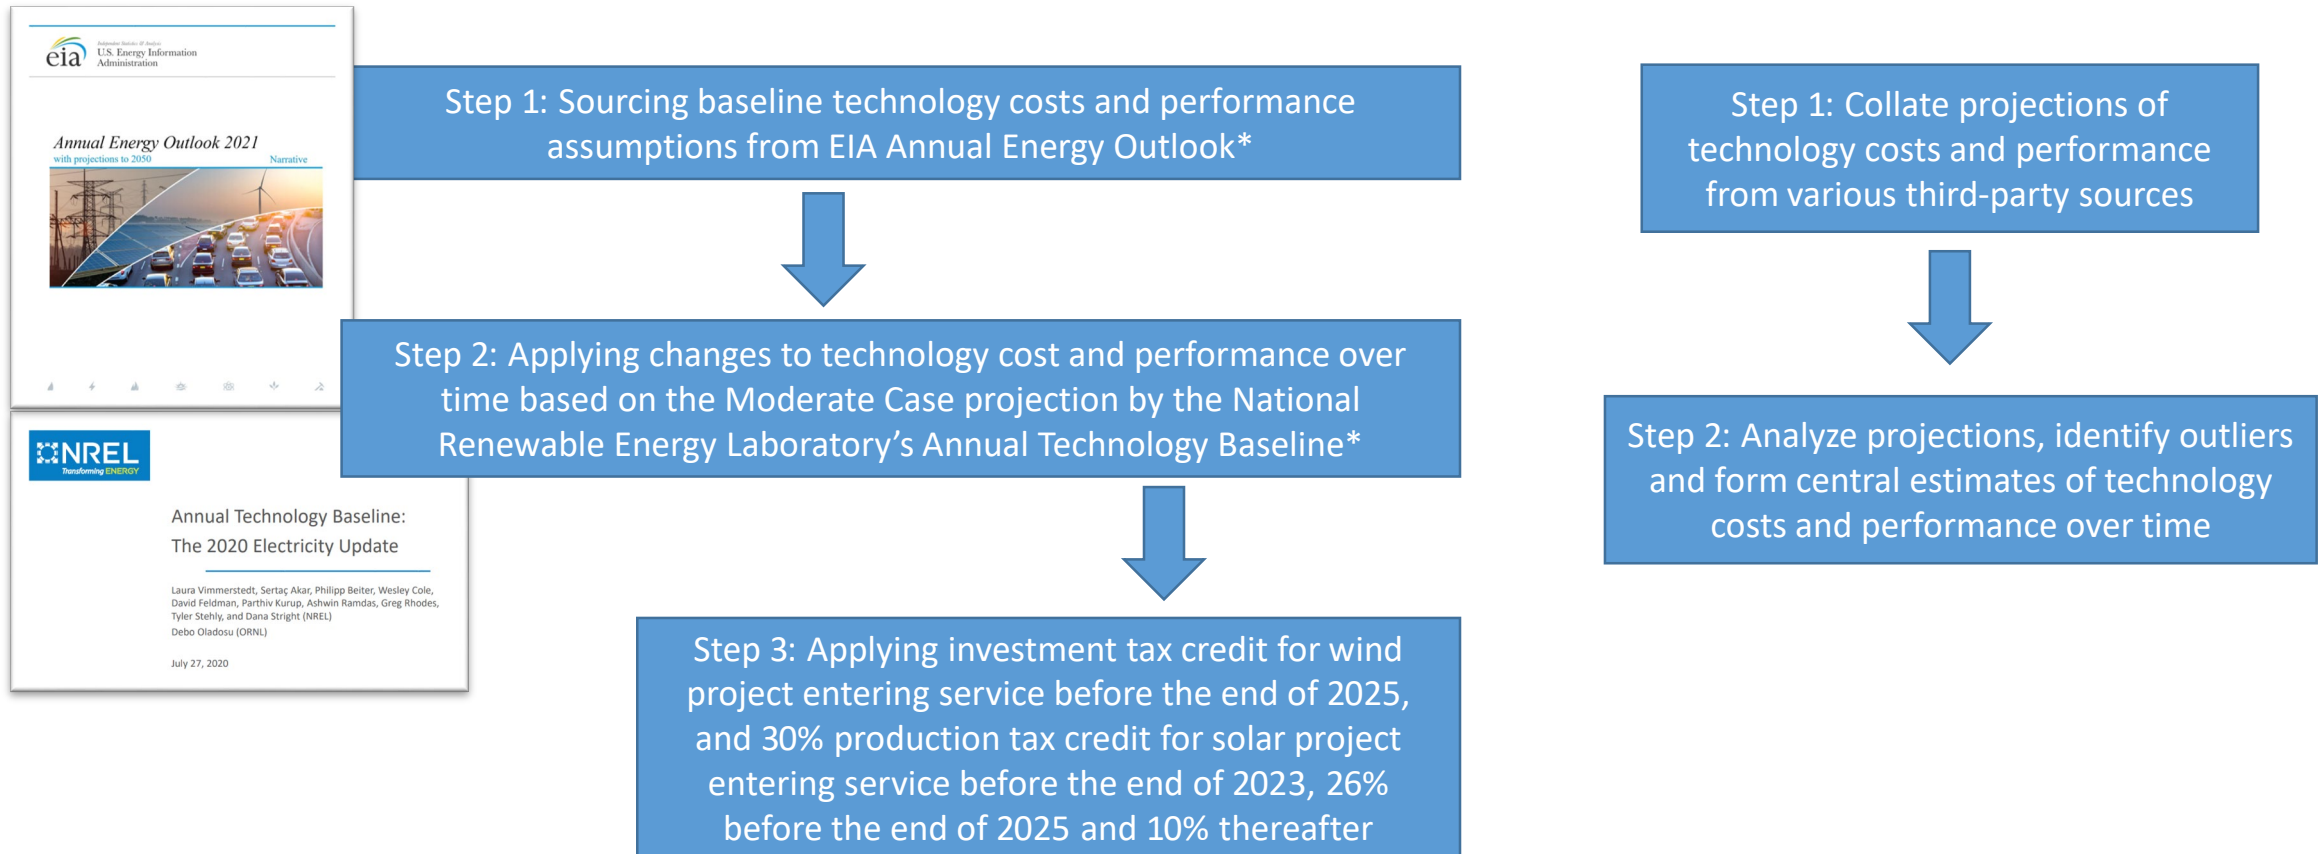 eia
Independent Statistics & Analysis
U.S. Energy Information
Administration
Annual Energy Outlook 2021
with projections to 2050
Narrative
Step 1: Sourcing baseline technology costs and performance
assumptions from EIA Annual Energy Outlook*
Step 2: Applying changes to technology cost and performance over
time based on the Moderate Case projection by the National
Renewable Energy Laboratory’s Annual Technology Baseline*
NREL
Transforming ENERGY
Annual Technology Baseline:
The 2020 Electricity Update
Laura Vimmerstedt, Sertaç Akar, Philipp Beiter, Wesley Cole,
David Feldman, Parthiv Kurup, Ashwin Ramdas, Greg Rhodes,
Tyler Stehly, and Dana Stright (NREL)
Debo Oladosu (ORNL)
July 27, 2020
Step 3: Applying investment tax credit for wind
project entering service before the end of 2025,
and 30% production tax credit for solar project
entering service before the end of 2023, 26%
before the end of 2025 and 10% thereafter
Step 1: Collate projections of
technology costs and performance
from various third-party sources
Step 2: Analyze projections, identify outliers
and form central estimates of technology
costs and performance over time